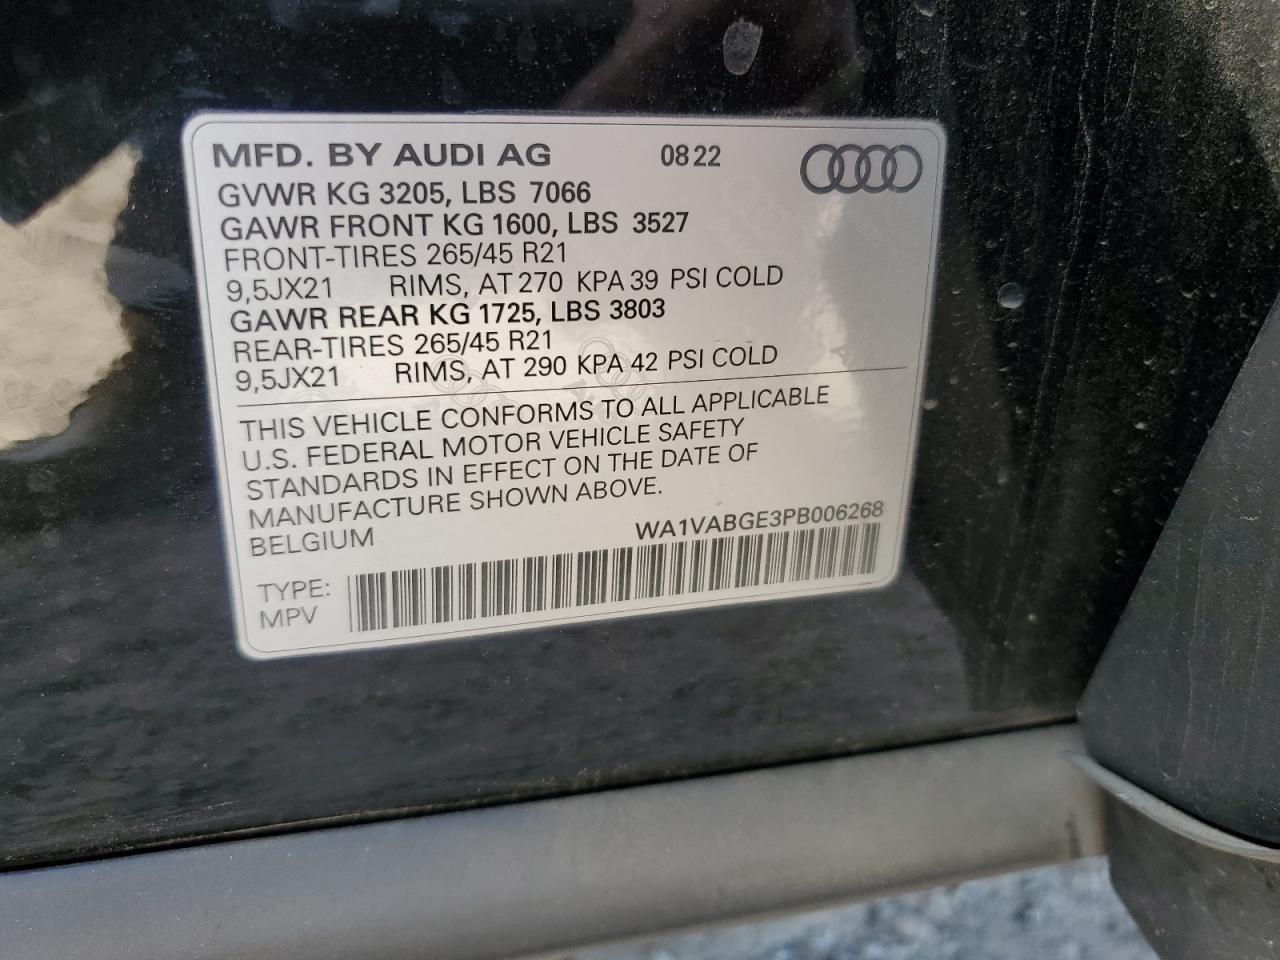 MFD. BY AUDI AG 08 22
GVWR KG 3205, LBS 7066
GAWR FRONT KG 1600, LBS 3527
FRONT-TIRES 265/45 R21
9,5JX21 RIMS, AT 270 KPA 39 PSI COLD
GAWR REAR KG 1725, LBS 3803
REAR-TIRES 265/45 R21
9,5JX21 RIMS, AT 290 KPA 42 PSI COLD
THIS VEHICLE CONFORMS TO ALL APPLICABLE
U.S. FEDERAL MOTOR VEHICLE SAFETY
STANDARDS IN EFFECT ON THE DATE OF
MANUFACTURE SHOWN ABOVE.
BELGIUM WA1VABGE3PB006268
TYPE:
MPV